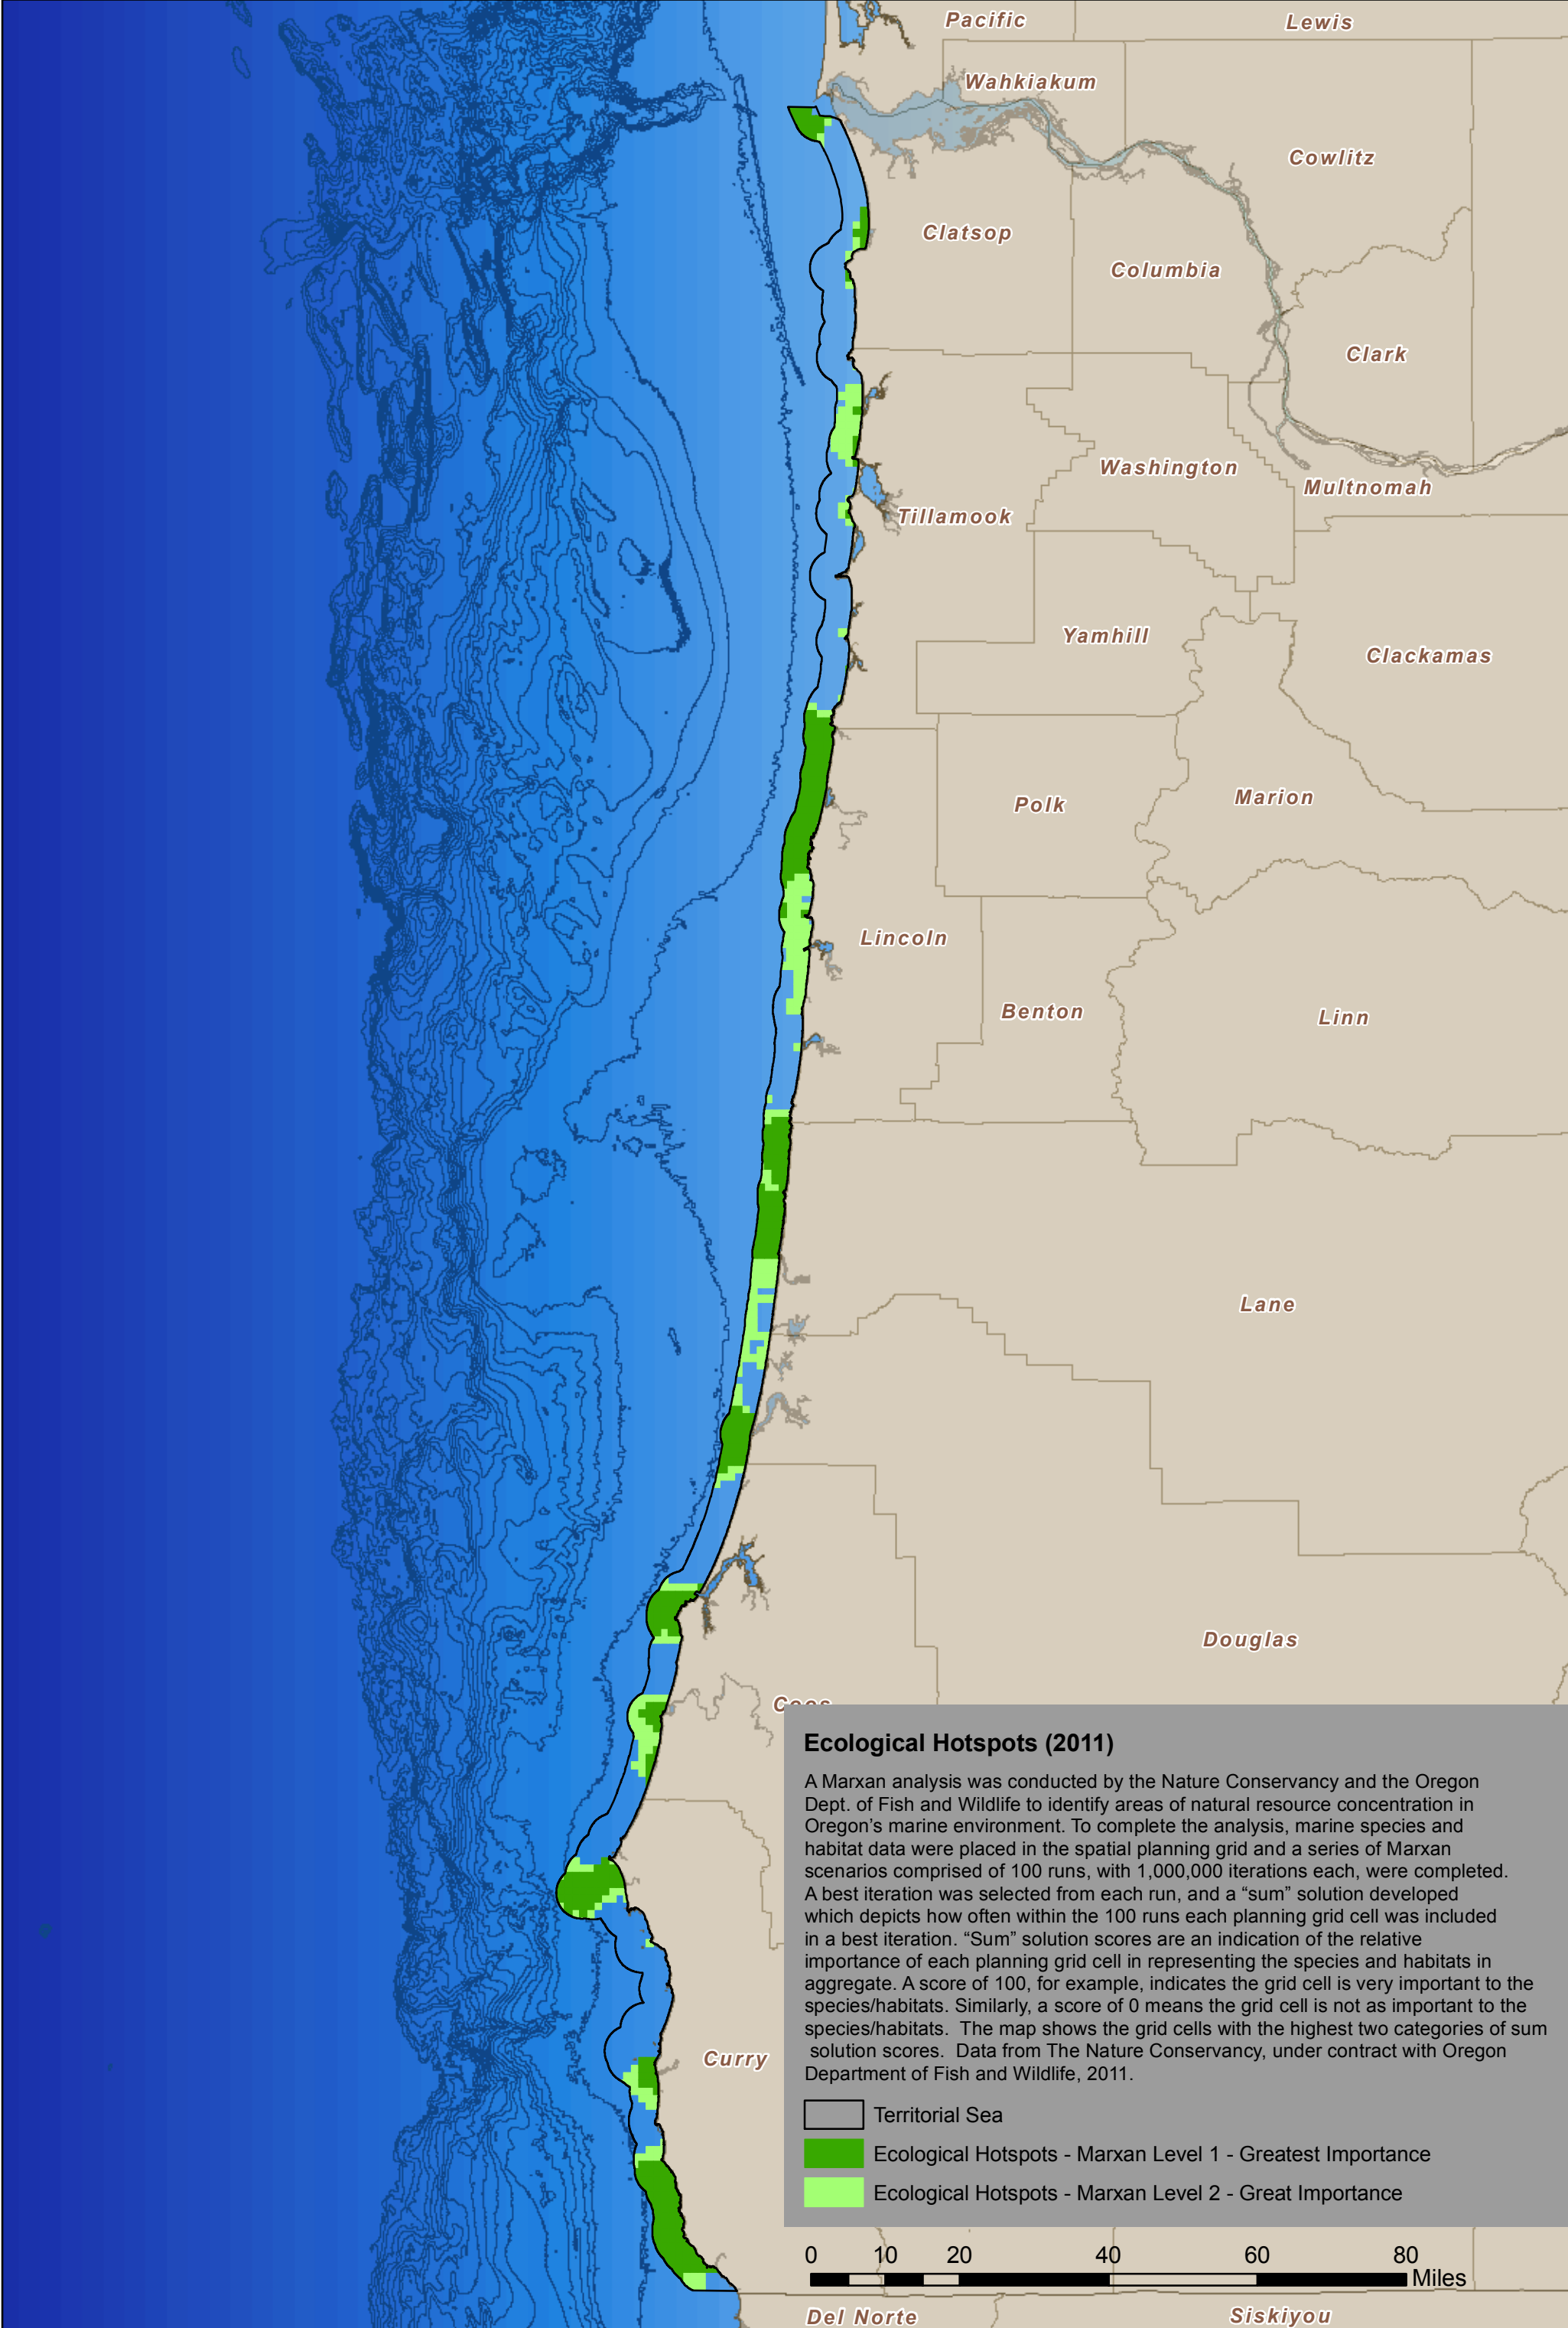 Pacific
Lewis
Wahkiakum
Cowlitz
Clatsop
Columbia
Clark
Washington
Multnomah
Tillamook
Yamhill
Clackamas
Polk
Marion
Lincoln
Benton
Linn
Lane
Douglas
Coos
Ecological Hotspots (2011)
A Marxan analysis was conducted by the Nature Conservancy and the Oregon
Dept. of Fish and Wildlife to identify areas of natural resource concentration in
Oregon's marine environment. To complete the analysis, marine species and
habitat data were placed in the spatial planning grid and a series of Marxan
scenarios comprised of 100 runs, with 1,000,000 iterations each, were completed.
A best iteration was selected from each run, and a “sum” solution developed
which depicts how often within the 100 runs each planning grid cell was included
in a best iteration. “Sum” solution scores are an indication of the relative
importance of each planning grid cell in representing the species and habitats in
aggregate. A score of 100, for example, indicates the grid cell is very important to the
species/habitats. Similarly, a score of 0 means the grid cell is not as important to the
species/habitats. The map shows the grid cells with the highest two categories of sum
solution scores. Data from The Nature Conservancy, under contract with Oregon
Department of Fish and Wildlife, 2011.
Curry
Territorial Sea
Ecological Hotspots - Marxan Level 1 - Greatest Importance
Ecological Hotspots - Marxan Level 2 - Great Importance
0 10 20 40 60 80
Miles
Del Norte
Siskiyou